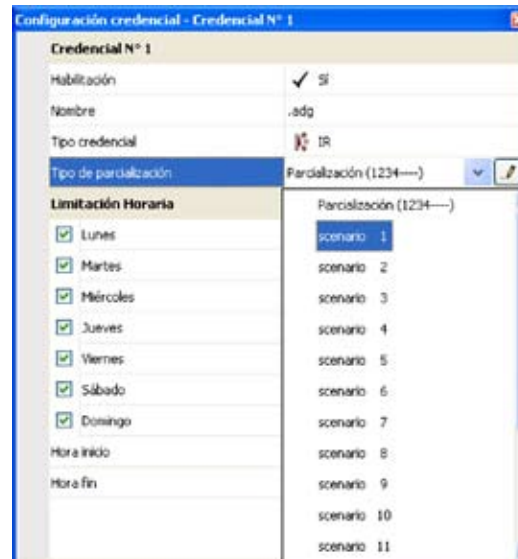 Configuración credencial - Credencial Nº 1
Credencial Nº 1
Habilitación Sí
Nombre .adg
Tipo credencial IR
Tipo de parcialización Parcialización (1234----)
Limitación Horaria Parcialización (1234----)
Lunes scenario 1
Martes scenario 2
Miércoles scenario 3
Jueves scenario 4
Viernes scenario 5
Sábado scenario 6
Domingo scenario 7
Hora inicio scenario 8
Hora fin scenario 9
scenario 10
scenario 11